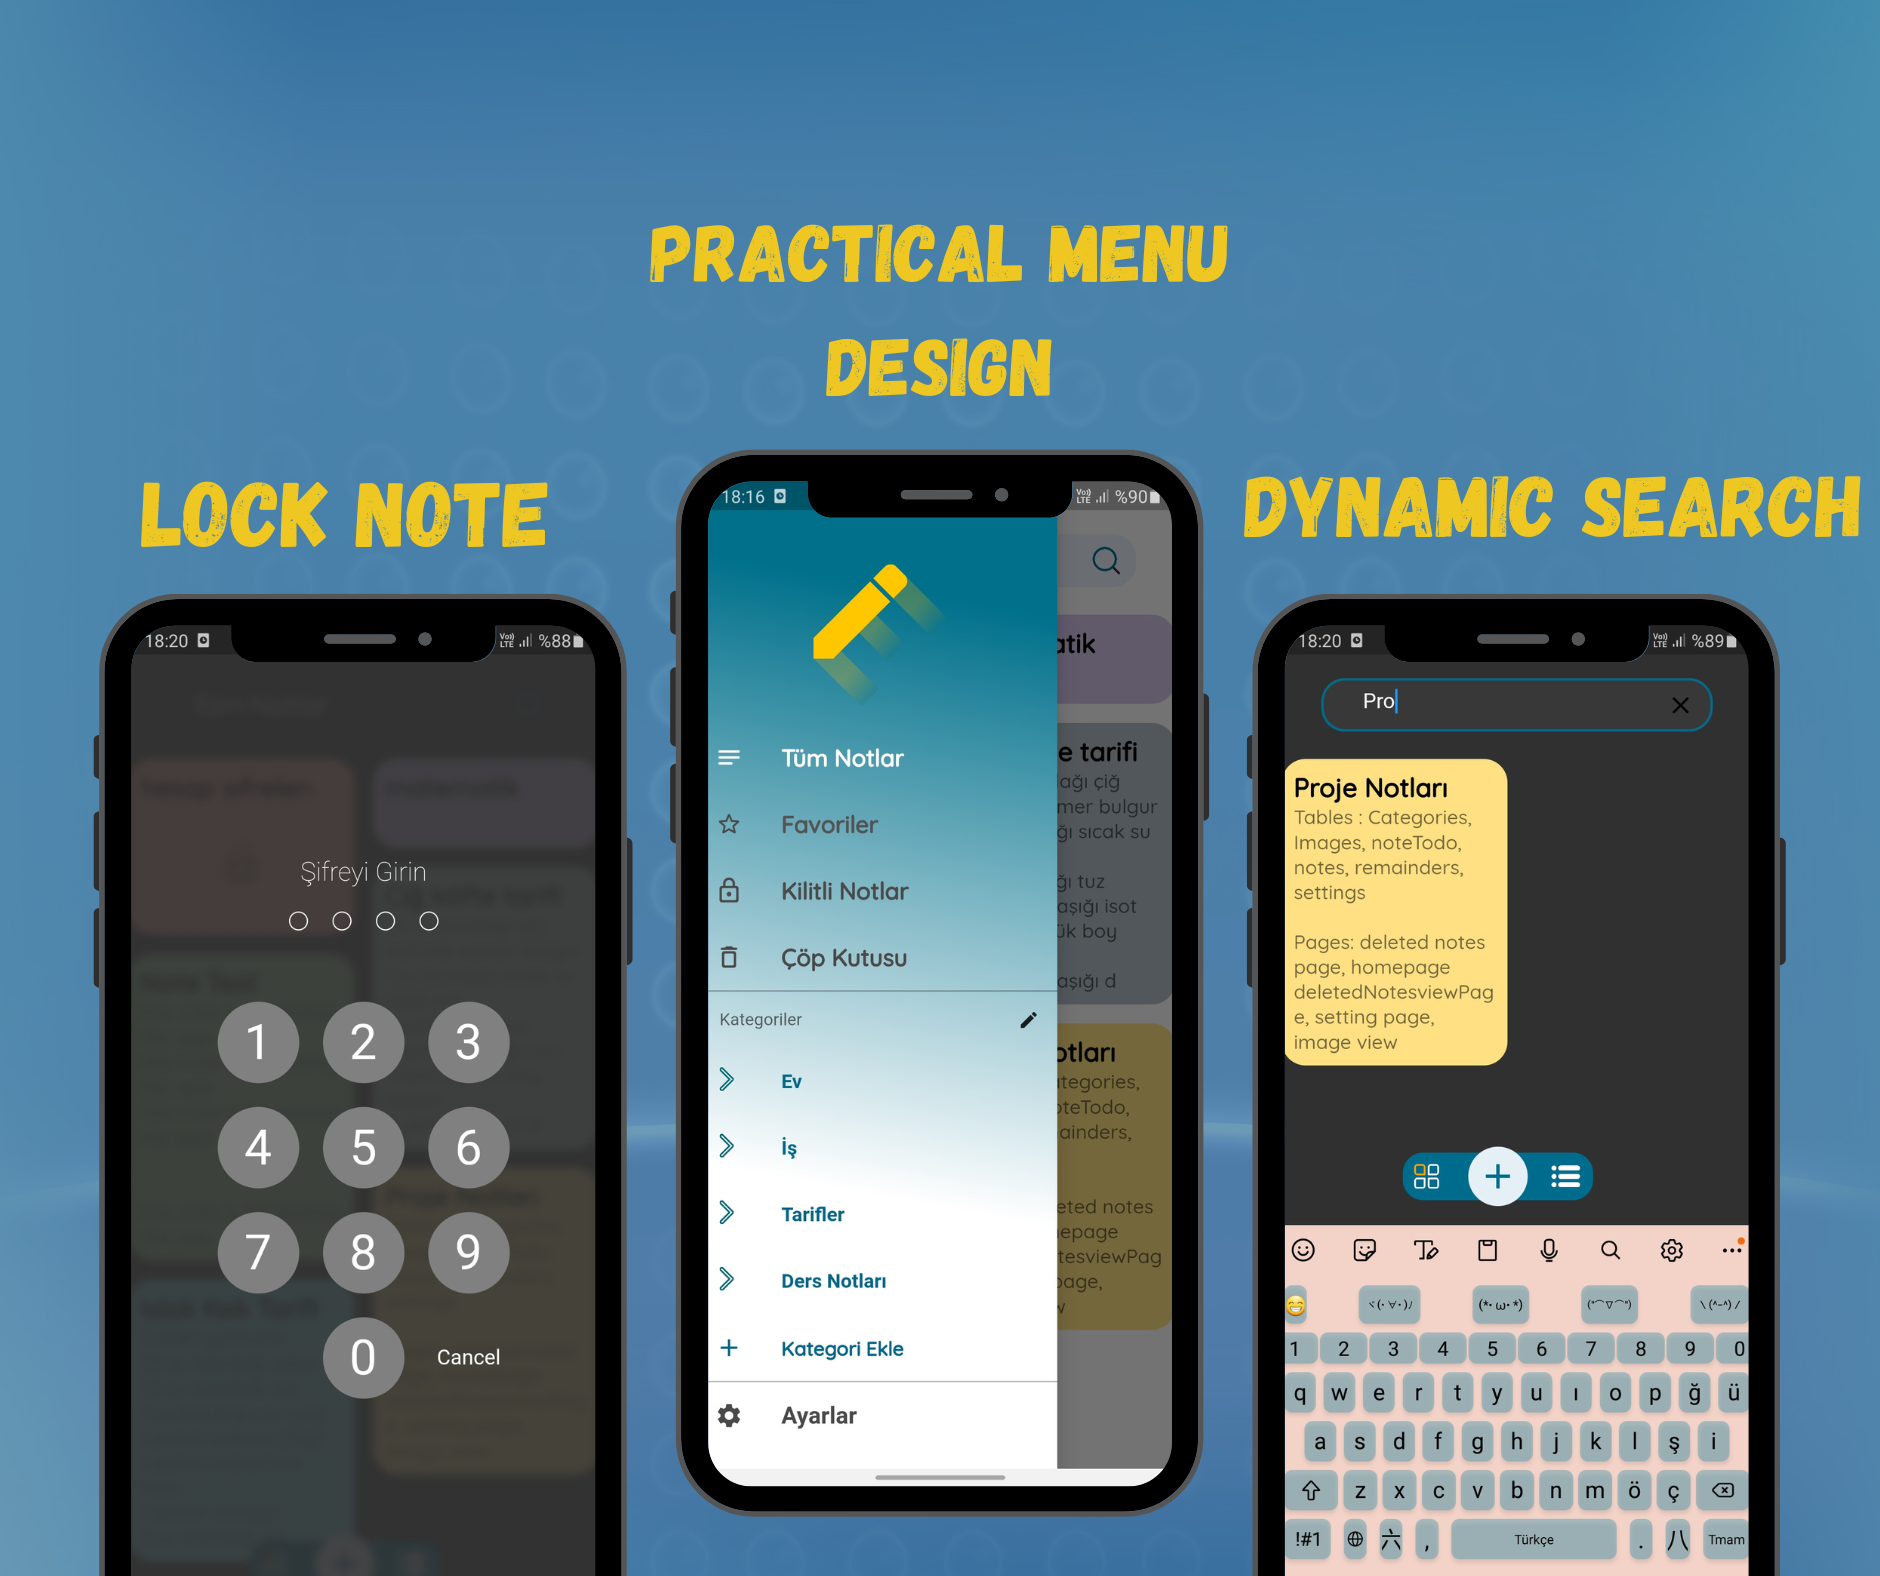 PRACTICAL MENU
DESIGN
LOCK NOTE
DYNAMIC SEARCH
18:20
%88
Şifreyi Girin
1 2 3
4 5 6
7 8 9
0 Cancel
18:16
%90
Tüm Notlar
Favoriler
Kilitli Notlar
Çöp Kutusu
Kategoriler
Ev
İş
Tarifler
Ders Notları
Kategori Ekle
Ayarlar
atik
e tarifi
ağı çiğ
mer bulgur
ğı sıcak su
ğı tuz
aşığı isot
ük boy
aşığı d
otları
ategories,
oteTodo,
ainders,
eted notes
epage
tesviewPag
page,
w
18:20
%89
Pro
Proje Notları
Tables : Categories,
Images, noteTodo,
notes, remainders,
settings
Pages: deleted notes
page, homepage
deletedNotesviewPag
e, setting page,
image view
1 2 3 4 5 6 7 8 9 0
q w e r t y u ı o p ğ ü
a s d f g h j k l ş i
z x c v b n m ö ç
!#1 六 , Türkçe . 八 Tmam